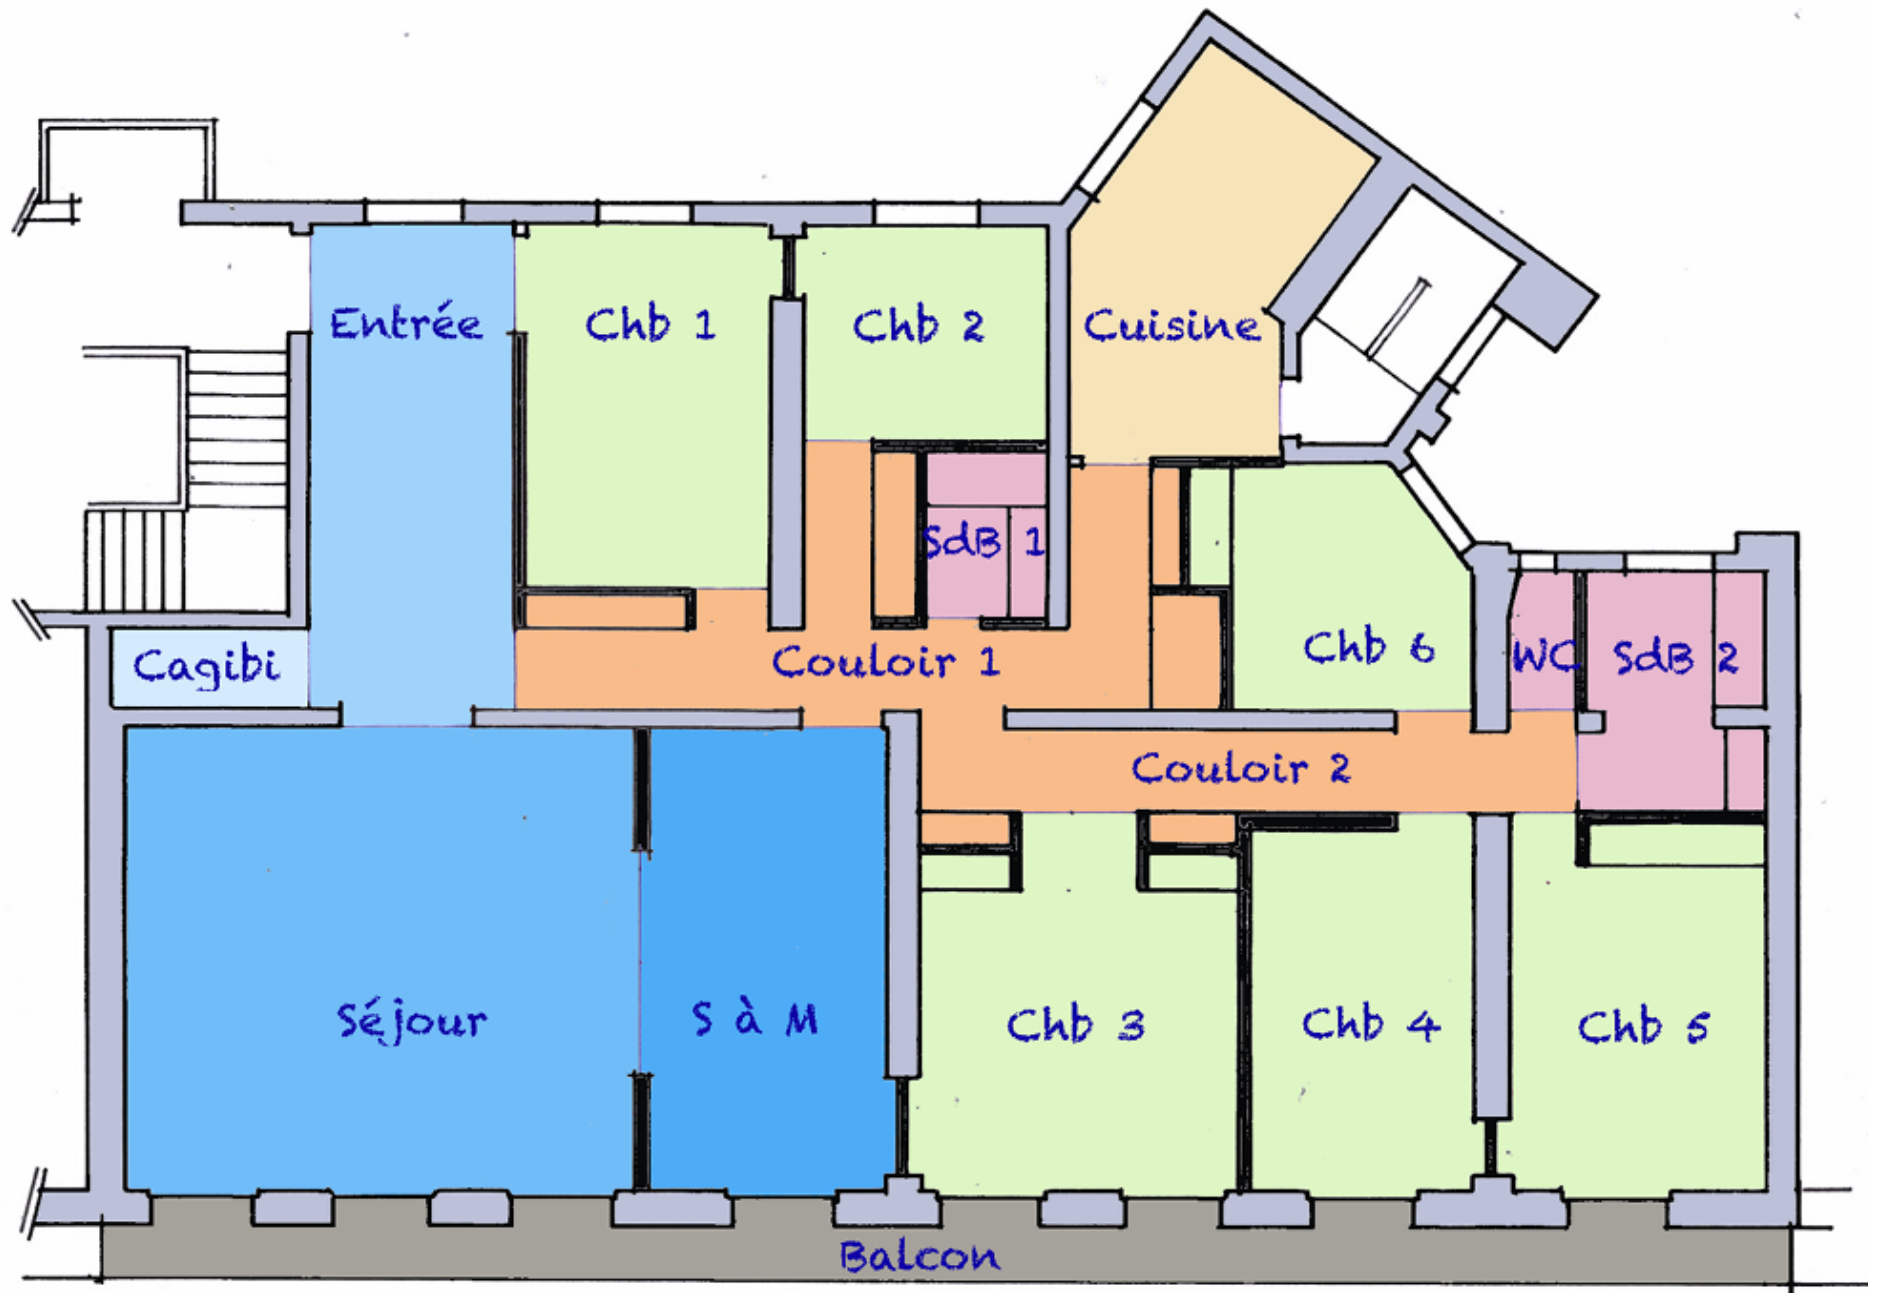 Entrée
Chb 1
Chb 2
Cuisine
SdB 1
Cagibi
Couloir 1
Chb 6
WC
SdB 2
Couloir 2
Séjour
S à M
Chb 3
Chb 4
Chb 5
Balcon